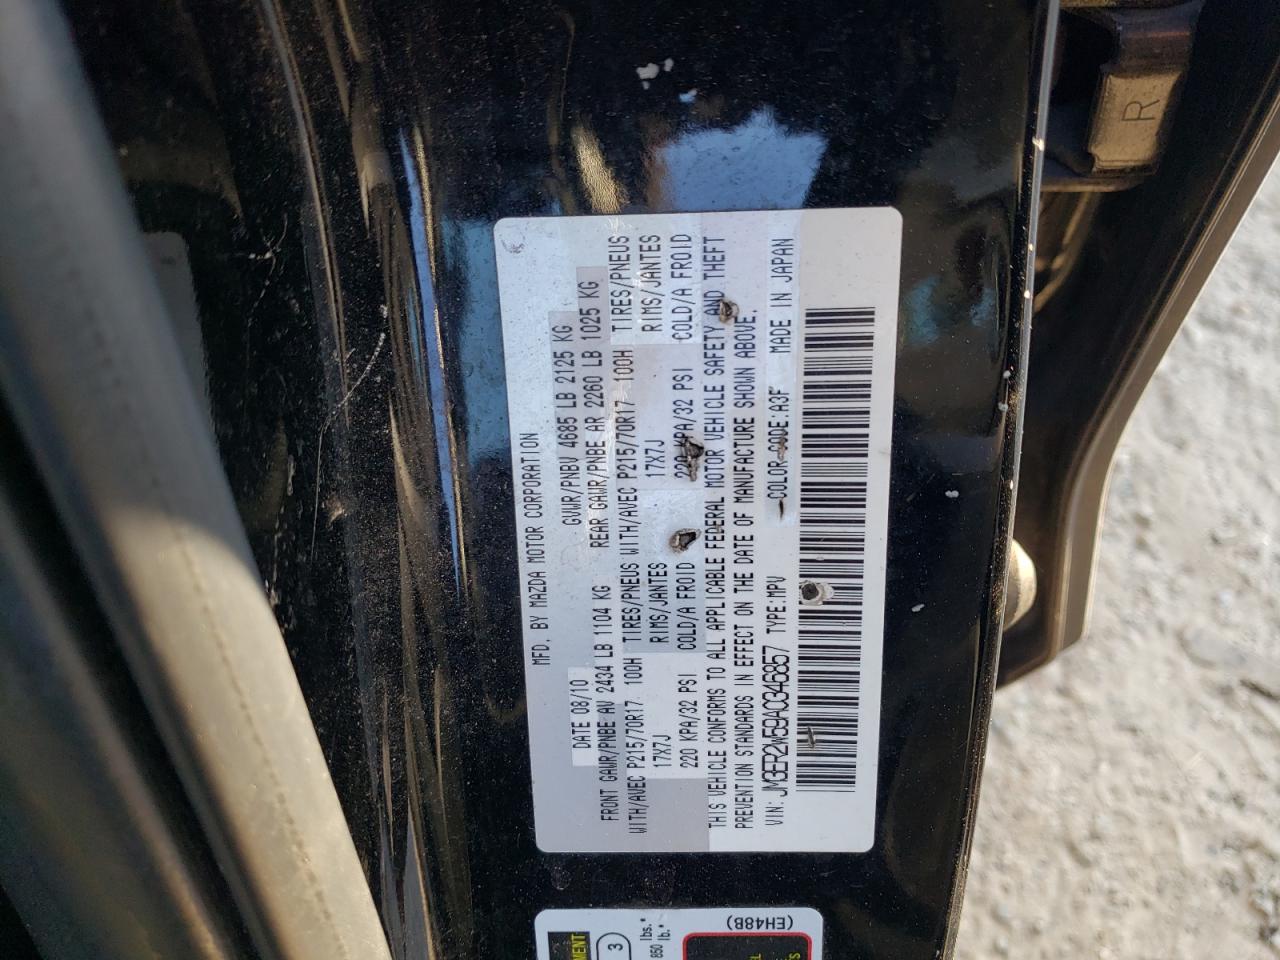 MFD. BY MAZDA MOTOR CORPORATION
DATE 08/10 GVWR/PNBV 4685 LB 2125 KG
FRONT GAWR/PNBE AV 2434 LB 1104 KG REAR GAWR/PNBE AR 2260 LB 1025 KG
WITH/AVEC P215/70R17 100H TIRES/PNEUS WITH/AVEC P215/70R17 100H TIRES/PNEUS
17X7J RIMS/JANTES 17X7J RIMS/JANTES
220 KPA/32 PSI COLD/A FROID 220 KPA/32 PSI COLD/A FROID
THIS VEHICLE CONFORMS TO ALL APPLICABLE FEDERAL MOTOR VEHICLE SAFETY AND THEFT
PREVENTION STANDARDS IN EFFECT ON THE DATE OF MANUFACTURE SHOWN ABOVE.
VIN: JM3ER2W59A0346857 TYPE:MPV COLOR CODE:A3F MADE IN JAPAN
R
(EH48B)
3
lbs.*
850 lb.*